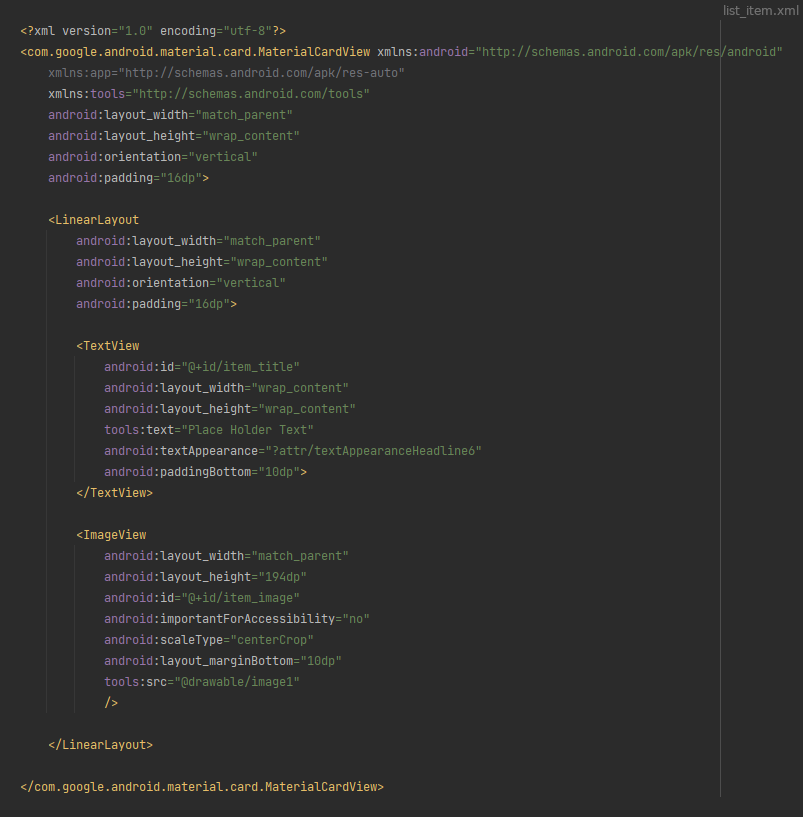 list_item.xml
<?xml version="1.0" encoding="utf-8"?>
<com.google.android.material.card.MaterialCardView xmlns:android="http://schemas.android.com/apk/res/android"
    xmlns:app="http://schemas.android.com/apk/res-auto"
    xmlns:tools="http://schemas.android.com/tools"
    android:layout_width="match_parent"
    android:layout_height="wrap_content"
    android:orientation="vertical"
    android:padding="16dp">

    <LinearLayout
        android:layout_width="match_parent"
        android:layout_height="wrap_content"
        android:orientation="vertical"
        android:padding="16dp">

        <TextView
            android:id="@+id/item_title"
            android:layout_width="wrap_content"
            android:layout_height="wrap_content"
            tools:text="Place Holder Text"
            android:textAppearance="?attr/textAppearanceHeadline6"
            android:paddingBottom="10dp">
        </TextView>

        <ImageView
            android:layout_width="match_parent"
            android:layout_height="194dp"
            android:id="@+id/item_image"
            android:importantForAccessibility="no"
            android:scaleType="centerCrop"
            android:layout_marginBottom="10dp"
            tools:src="@drawable/image1"
            />

    </LinearLayout>

</com.google.android.material.card.MaterialCardView>